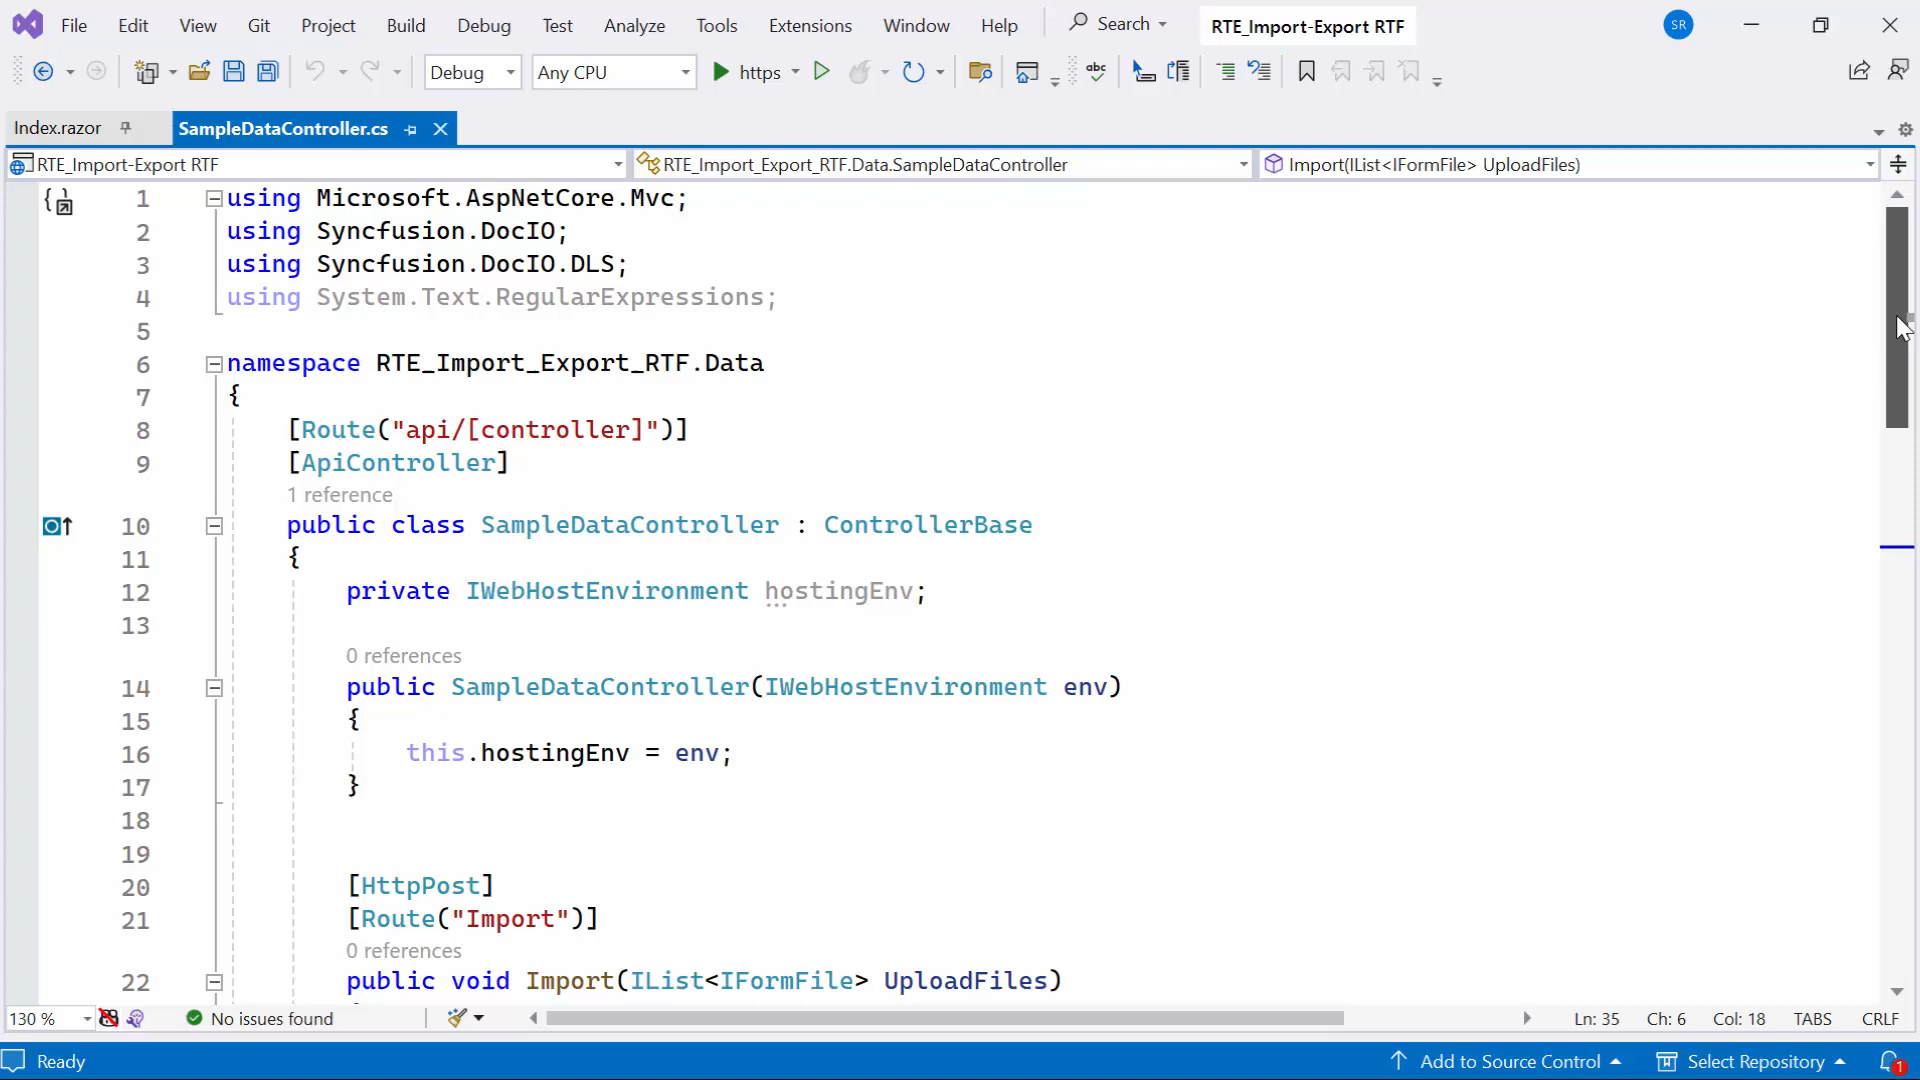 File Edit View Git Project Build Debug Test Analyze Tools Extensions Window Help Search RTE_Import-Export RTF SR
Debug Any CPU https abc
Index.razor SampleDataController.cs
RTE_Import-Export RTF RTE_Import_Export_RTF.Data.SampleDataController Import(IList<IFormFile> UploadFiles)
1 using Microsoft.AspNetCore.Mvc;
2 using Syncfusion.DocIO;
3 using Syncfusion.DocIO.DLS;
4 using System.Text.RegularExpressions;
5
6 namespace RTE_Import_Export_RTF.Data
7 {
8 [Route("api/[controller]")]
9 [ApiController]
1 reference
10 public class SampleDataController : ControllerBase
11 {
12 private IWebHostEnvironment hostingEnv;
13
0 references
14 public SampleDataController(IWebHostEnvironment env)
15 {
16 this.hostingEnv = env;
17 }
18
19
20 [HttpPost]
21 [Route("Import")]
0 references
22 public void Import(IList<IFormFile> UploadFiles)
130 % No issues found Ln: 35 Ch: 6 Col: 18 TABS CRLF
Ready Add to Source Control Select Repository 1